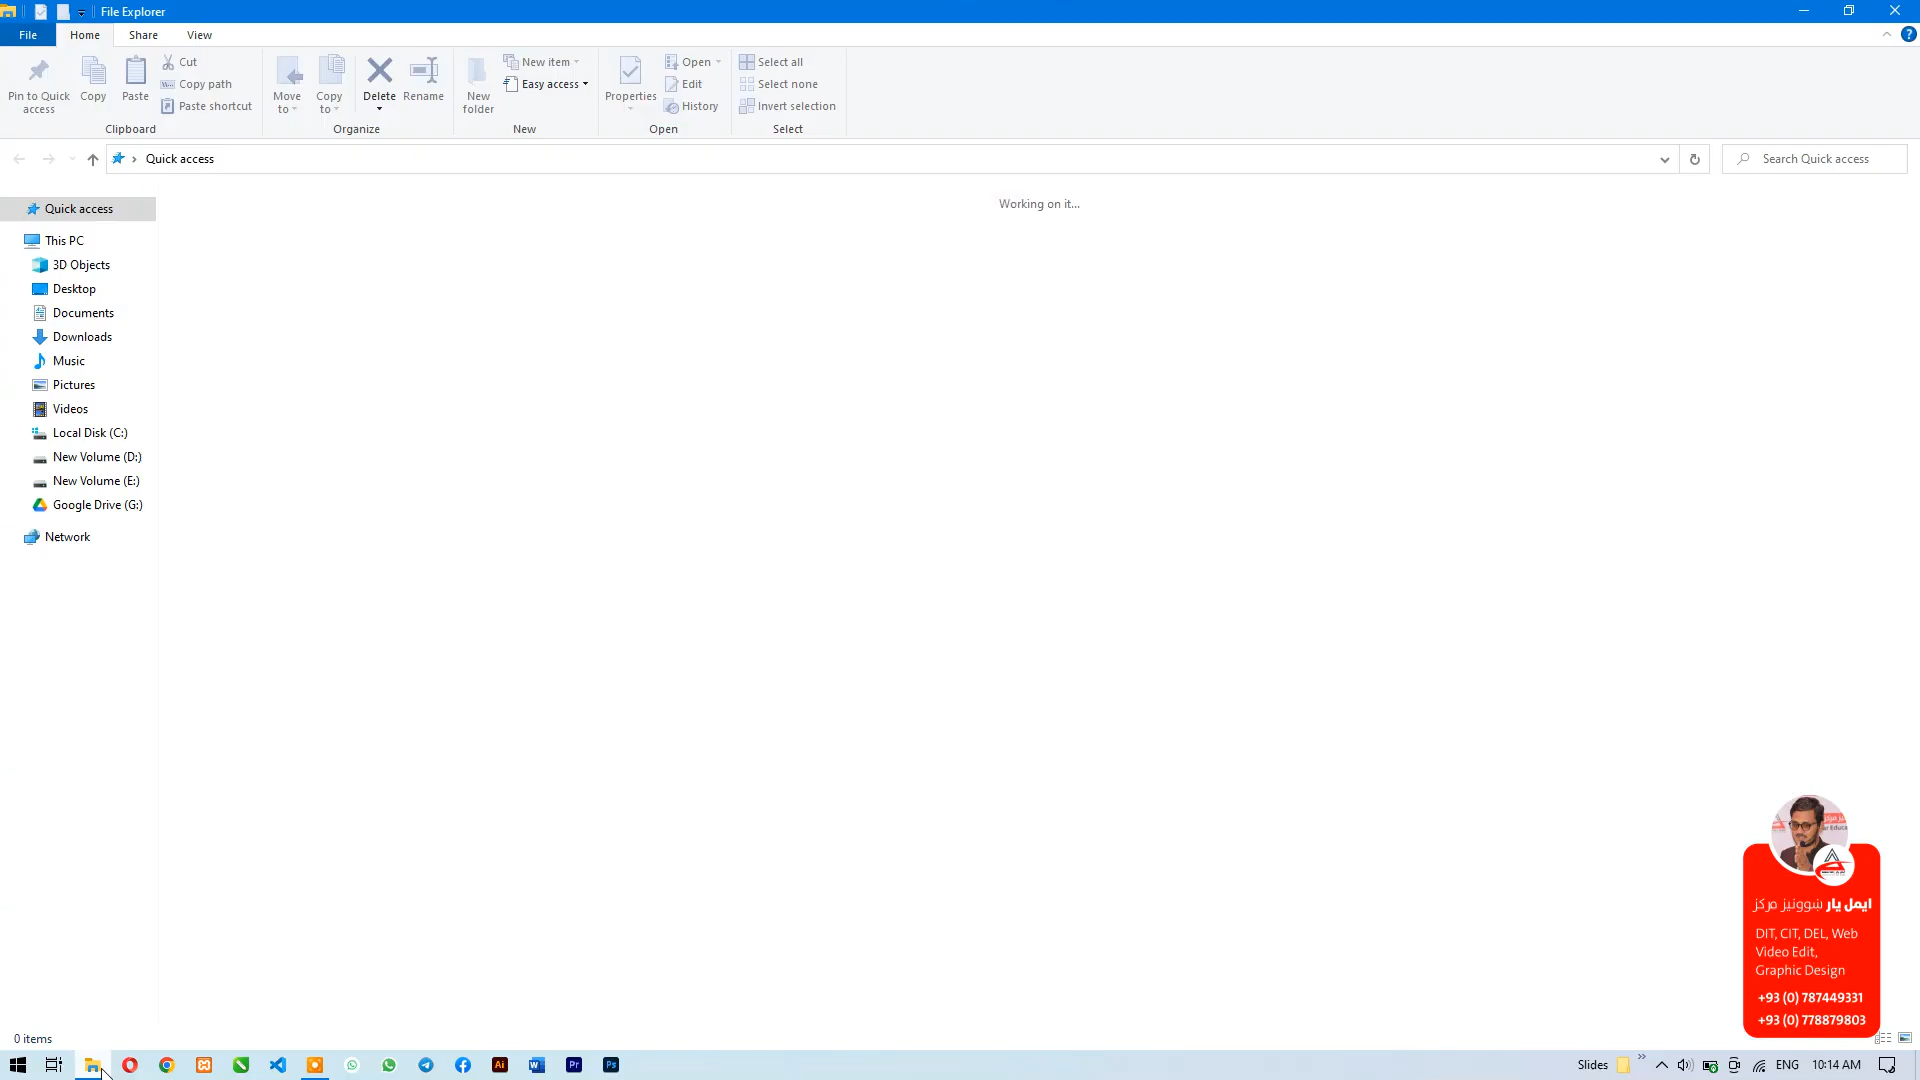 File Explorer
File
Home
Share
View
Pin to Quick
access
Copy
Paste
Cut
Copy path
Paste shortcut
Clipboard
Move
to
Copy
to
Delete
Rename
Organize
New
folder
New item
Easy access
New
Properties
Open
Edit
History
Open
Select all
Select none
Invert selection
Select
Quick access
Search Quick access
Quick access
This PC
3D Objects
Desktop
Documents
Downloads
Music
Pictures
Videos
Local Disk (C:)
New Volume (D:)
New Volume (E:)
Google Drive (G:)
Network
Working on it...
ایمل یار ښوونیز مرکز
DIT, CIT, DEL, Web
Video Edit,
Graphic Design
+93 (0) 787449331
+93 (0) 778879803
0 items
Ai
W
Pr
Ps
Slides
ENG
10:14 AM